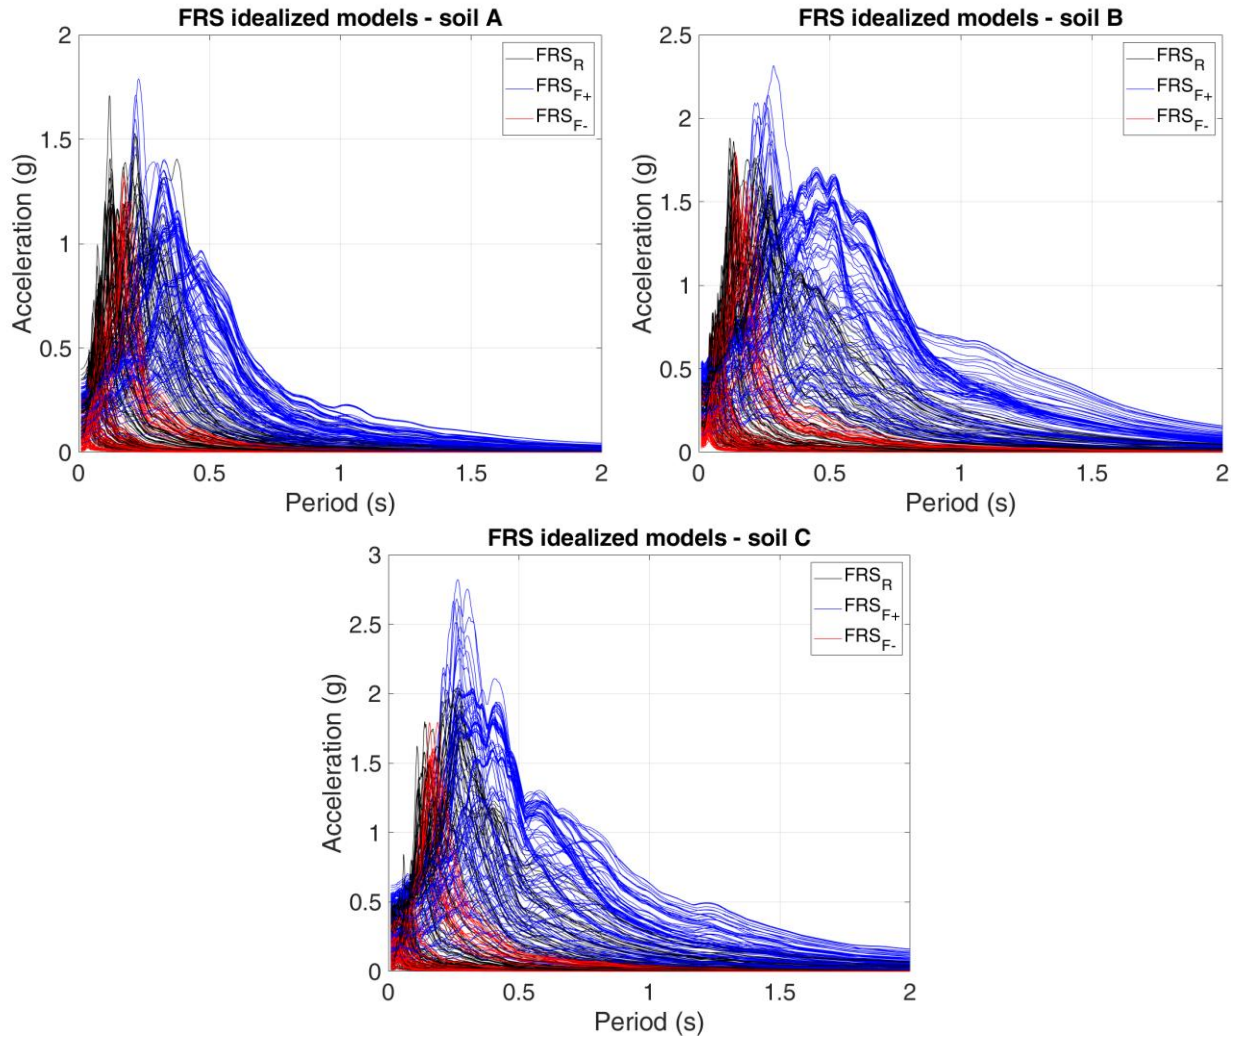 FRS idealized models - soil A
2
1.5
1
0.5
0
Acceleration (g)
0 0.5 1 1.5 2
Period (s)
FRS_R
FRS_F+
FRS_F-
FRS idealized models - soil B
2.5
2
1.5
1
0.5
0
Acceleration (g)
0 0.5 1 1.5 2
Period (s)
FRS_R
FRS_F+
FRS_F-
FRS idealized models - soil C
3
2.5
2
1.5
1
0.5
0
Acceleration (g)
0 0.5 1 1.5 2
Period (s)
FRS_R
FRS_F+
FRS_F-